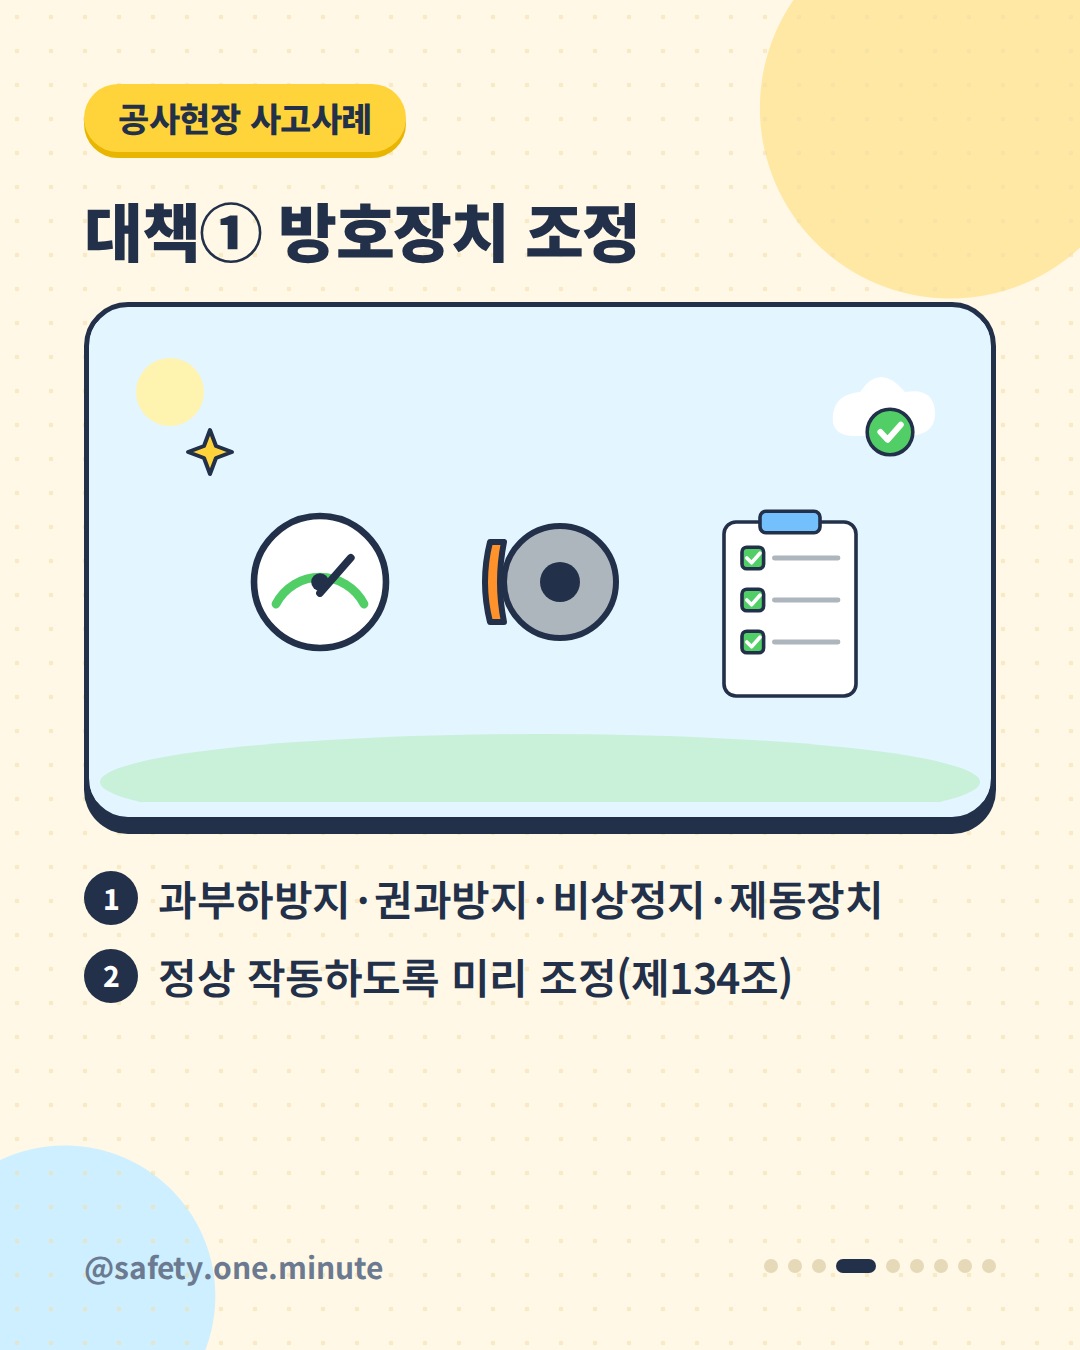 공사현장 사고사례
대책① 방호장치 조정
1 과부하방지·권과방지·비상정지·제동장치
2 정상 작동하도록 미리 조정(제134조)
@safety.one.minute